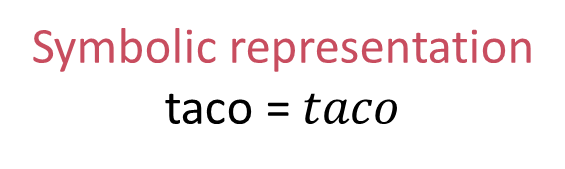 Symbolic representation
taco = taco